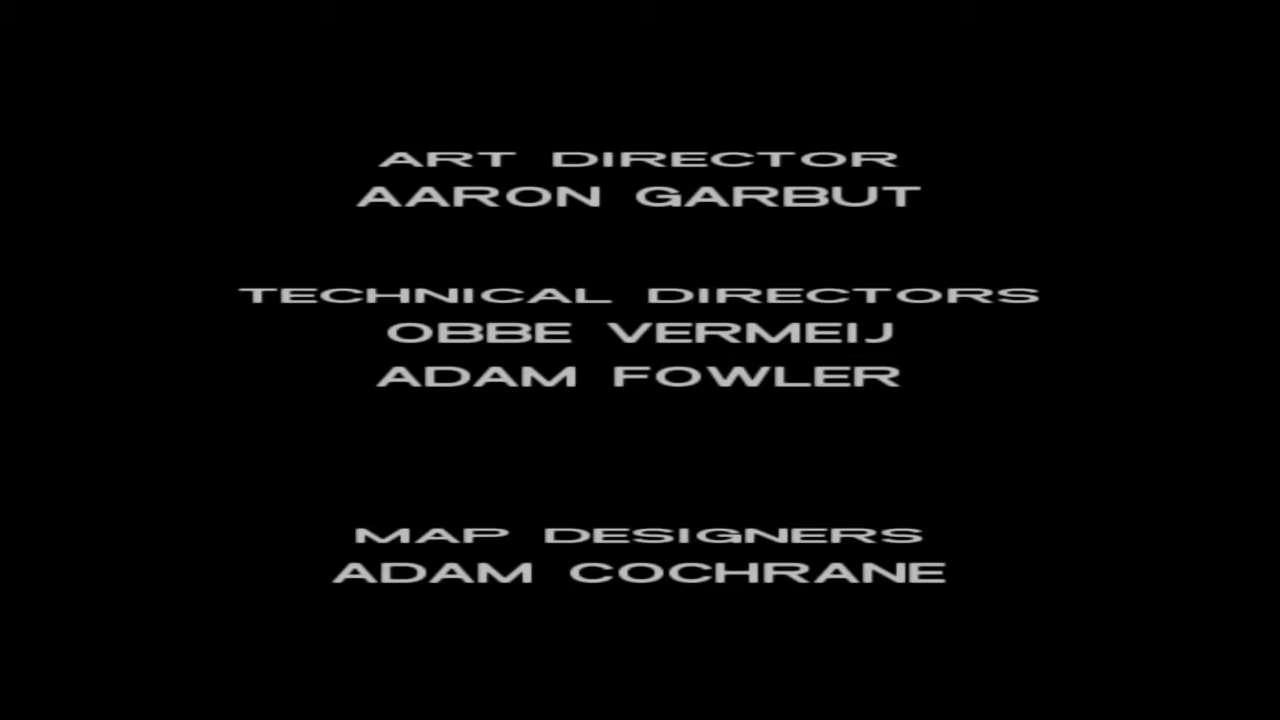 ART DIRECTOR
AARON GARBUT
TECHNICAL DIRECTORS
OBBE VERMEIJ
ADAM FOWLER
MAP DESIGNERS
ADAM COCHRANE